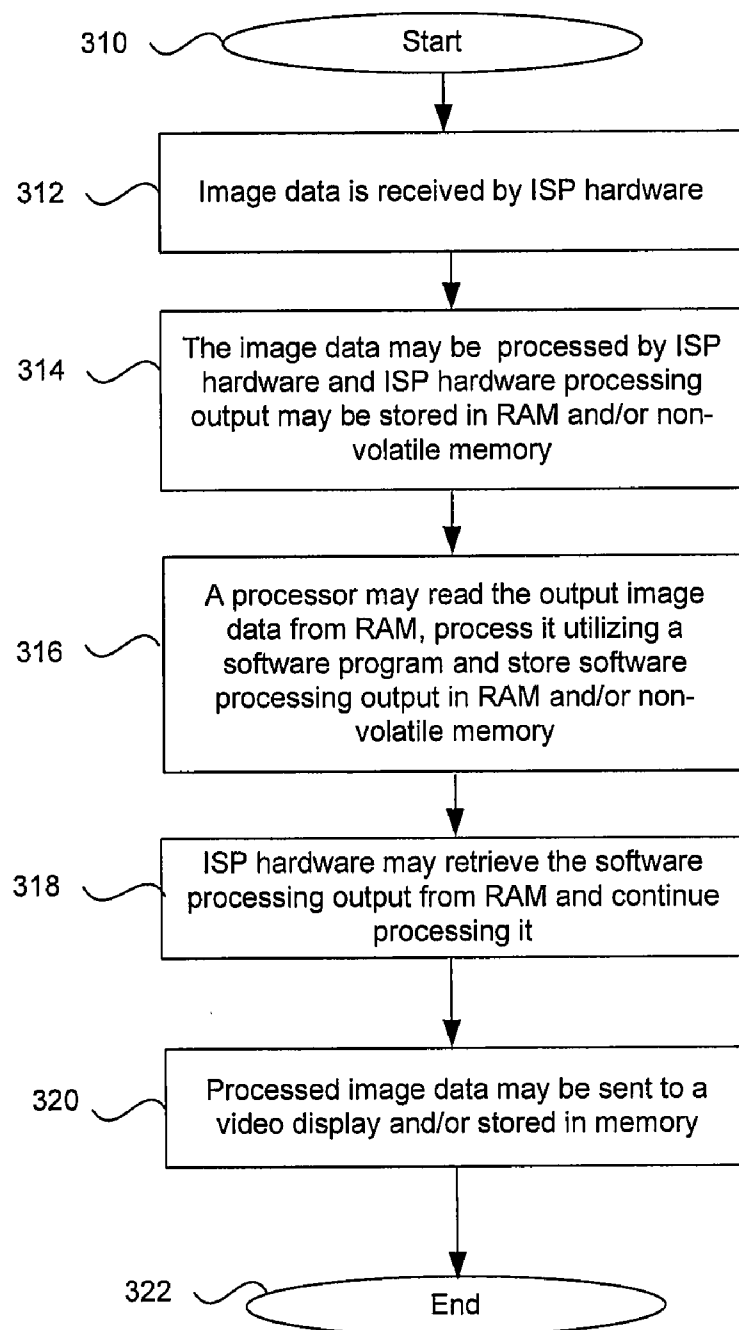 310
Start
312
Image data is received by ISP hardware
314
The image data may be processed by ISP
hardware and ISP hardware processing
output may be stored in RAM and/or non-
volatile memory
316
A processor may read the output image
data from RAM, process it utilizing a
software program and store software
processing output in RAM and/or non-
volatile memory
318
ISP hardware may retrieve the software
processing output from RAM and continue
processing it
320
Processed image data may be sent to a
video display and/or stored in memory
322
End